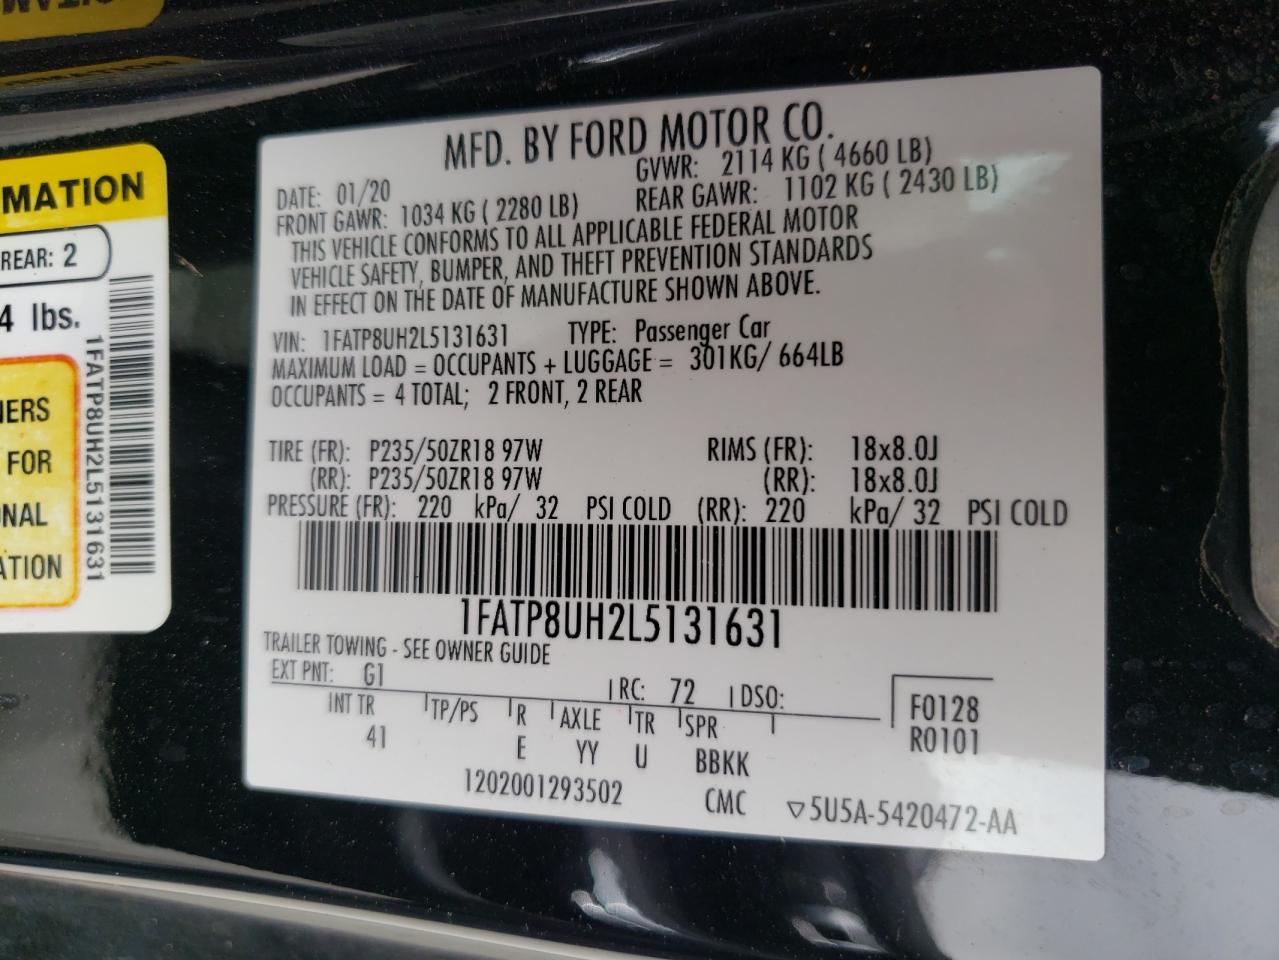 MFD. BY FORD MOTOR CO.
DATE: 01/20 GVWR: 2114 KG ( 4660 LB)
FRONT GAWR: 1034 KG ( 2280 LB) REAR GAWR: 1102 KG ( 2430 LB)
THIS VEHICLE CONFORMS TO ALL APPLICABLE FEDERAL MOTOR
VEHICLE SAFETY, BUMPER, AND THEFT PREVENTION STANDARDS
IN EFFECT ON THE DATE OF MANUFACTURE SHOWN ABOVE.
VIN: 1FATP8UH2L5131631 TYPE: Passenger Car
MAXIMUM LOAD = OCCUPANTS + LUGGAGE = 301KG/ 664LB
OCCUPANTS = 4 TOTAL; 2 FRONT, 2 REAR
TIRE (FR): P235/50ZR18 97W RIMS (FR): 18x8.0J
(RR): P235/50ZR18 97W (RR): 18x8.0J
PRESSURE (FR): 220 kPa/ 32 PSI COLD (RR): 220 kPa/ 32 PSI COLD
1FATP8UH2L5131631
TRAILER TOWING - SEE OWNER GUIDE
EXT PNT: G1 RC: 72 DSO:
INT TR TP/PS R AXLE TR SPR F0128
41 E YY U BBKK R0101
1202001293502 CMC ▽5U5A-5420472-AA
MATION
REAR: 2
4 lbs.
NERS
FOR
ONAL
ATION
1FATP8UH2L5131631